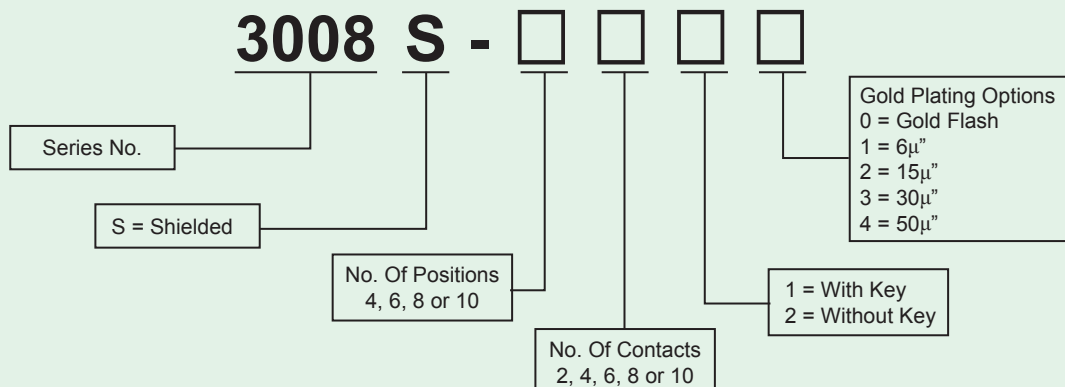 3008 S - □ □ □ □
Series No.
S = Shielded
No. Of Positions
4, 6, 8 or 10
No. Of Contacts
2, 4, 6, 8 or 10
1 = With Key
2 = Without Key
Gold Plating Options
0 = Gold Flash
1 = 6μ”
2 = 15μ”
3 = 30μ”
4 = 50μ”